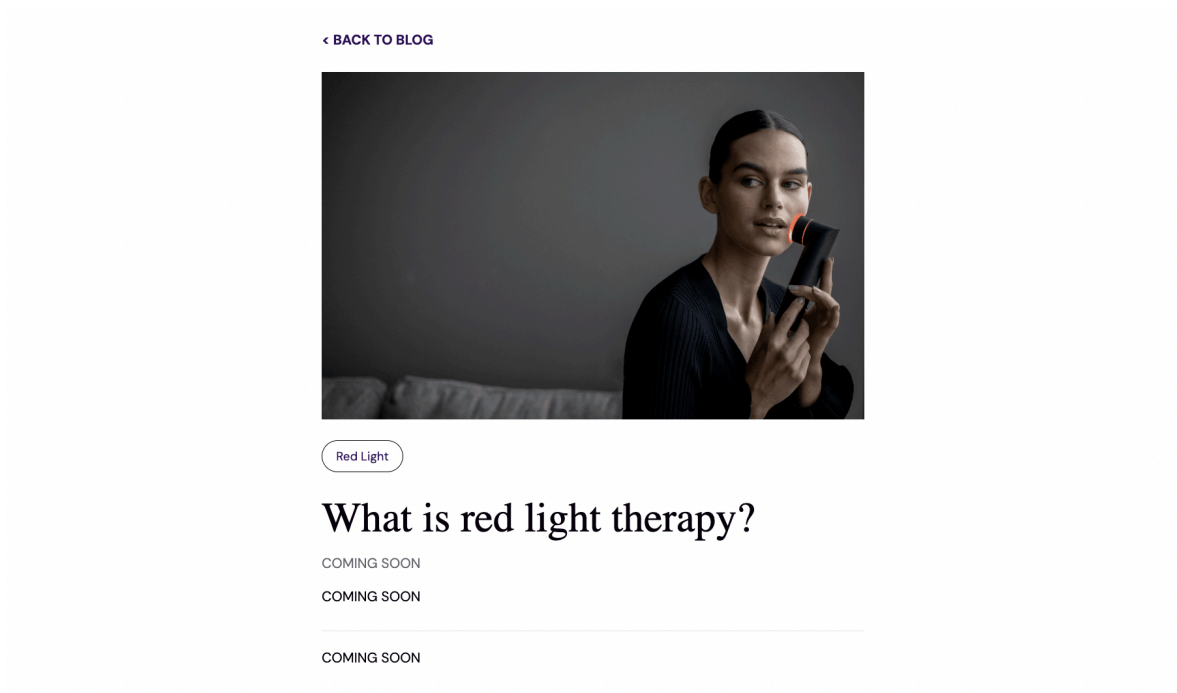 < BACK TO BLOG
Red Light
What is red light therapy?
COMING SOON
COMING SOON
COMING SOON